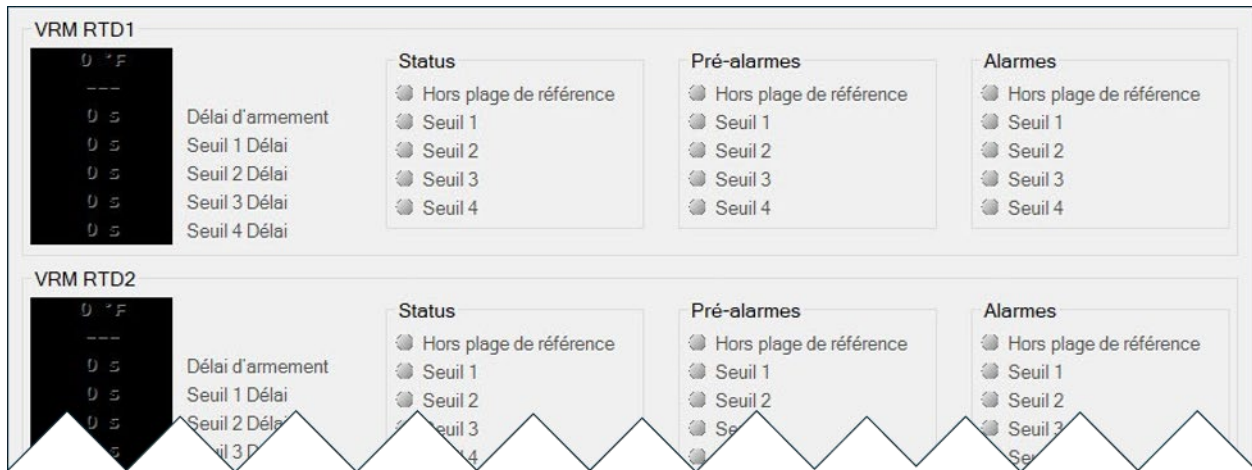 VRM RTD1
0 °F
---
0 s Délai d'armement
0 s Seuil 1 Délai
0 s Seuil 2 Délai
0 s Seuil 3 Délai
0 s Seuil 4 Délai
Status
Hors plage de référence
Seuil 1
Seuil 2
Seuil 3
Seuil 4
Pré-alarmes
Hors plage de référence
Seuil 1
Seuil 2
Seuil 3
Seuil 4
Alarmes
Hors plage de référence
Seuil 1
Seuil 2
Seuil 3
Seuil 4
VRM RTD2
0 °F
---
0 s Délai d'armement
0 s Seuil 1 Délai
0 s Seuil 2
Status
Hors plage de référence
Seuil 1
Seuil 2
3
Pré-alarmes
Hors plage de référence
Seuil 1
Seuil 2
Alarmes
Hors plage de référence
Seuil 1
Seuil 2
Seuil 3